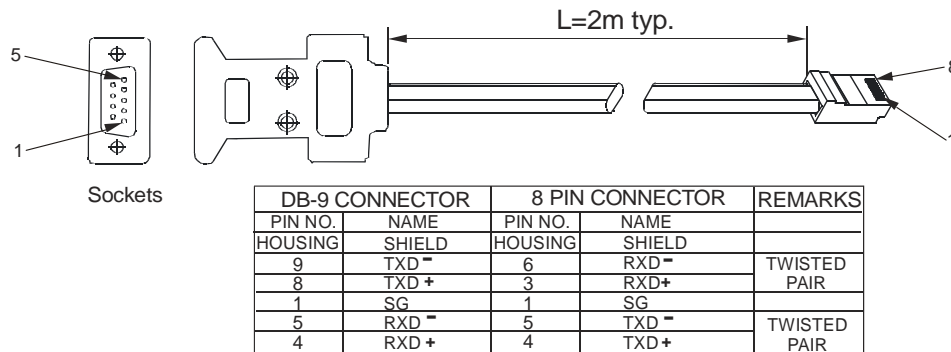 L=2m typ.
5
8
1
1
Sockets
DB-9 CONNECTOR 8 PIN CONNECTOR REMARKS
PIN NO. NAME PIN NO. NAME
HOUSING SHIELD HOUSING SHIELD
9 TXD- 6 RXD- TWISTED
8 TXD+ 3 RXD+ PAIR
1 SG 1 SG
5 RXD- 5 TXD- TWISTED
4 RXD+ 4 TXD+ PAIR